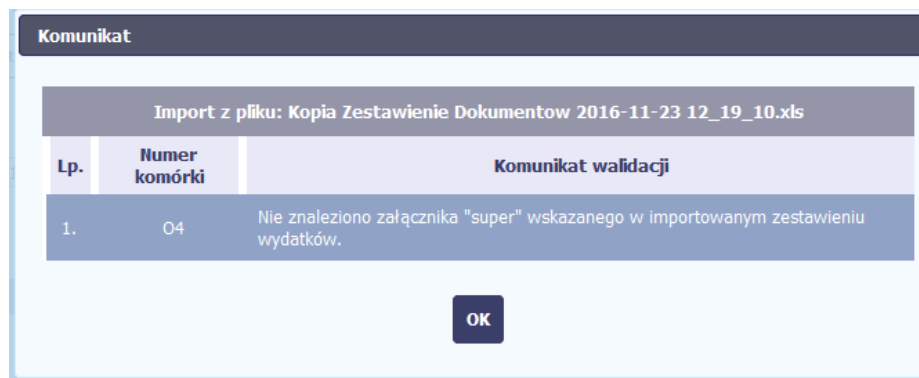 Komunikat
Import z pliku: Kopia Zestawienie Dokumentow 2016-11-23 12_19_10.xls
Lp.
Numer
komórki
Komunikat walidacji
1.
O4
Nie znaleziono załącznika "super" wskazanego w importowanym zestawieniu
wydatków.
OK